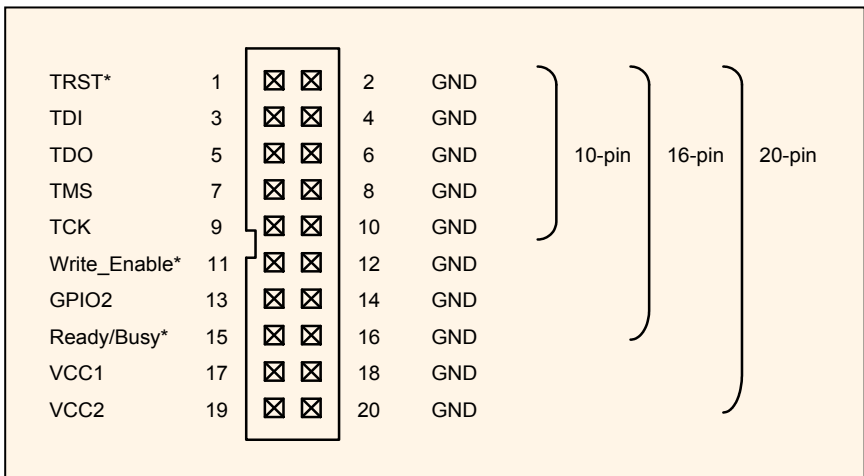 TRST* 1 2 GND
TDI 3 4 GND
TDO 5 6 GND 10-pin 16-pin 20-pin
TMS 7 8 GND
TCK 9 10 GND
Write_Enable* 11 12 GND
GPIO2 13 14 GND
Ready/Busy* 15 16 GND
VCC1 17 18 GND
VCC2 19 20 GND